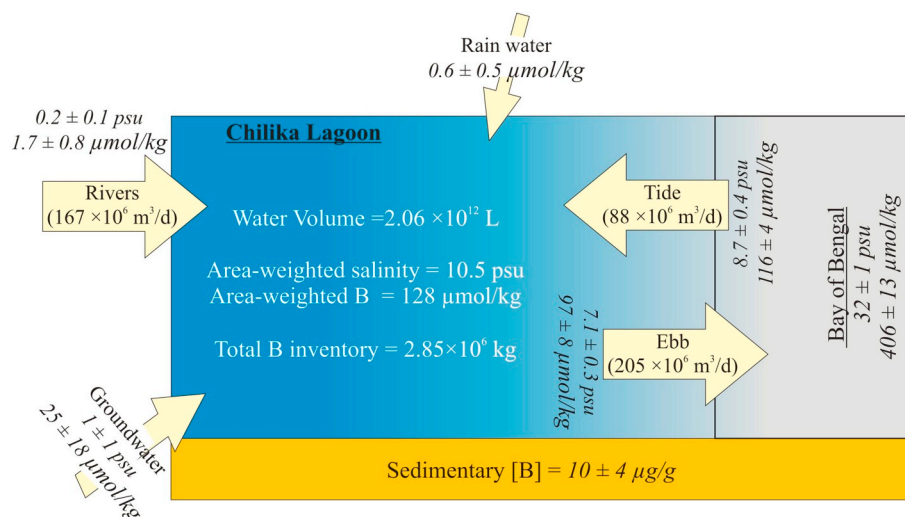 Rain water
0.6 ± 0.5 µmol/kg
0.2 ± 0.1 psu
1.7 ± 0.8 µmol/kg
Rivers
(167 ×10⁶ m³/d)
Chilika Lagoon
Water Volume =2.06 ×10¹² L
Area-weighted salinity = 10.5 psu
Area-weighted B = 128 µmol/kg
Total B inventory = 2.85×10⁶ kg
Tide
(88 ×10⁶ m³/d)
8.7 ± 0.4 psu
116 ± 4 µmol/kg
7.1 ± 0.3 psu
97 ± 8 µmol/kg
Ebb
(205 ×10⁶ m³/d)
Bay of Bengal
32 ± 1 psu
406 ± 13 µmol/kg
Groundwater
1 ± 1 psu
25 ± 18 µmol/kg
Sedimentary [B] = 10 ± 4 µg/g